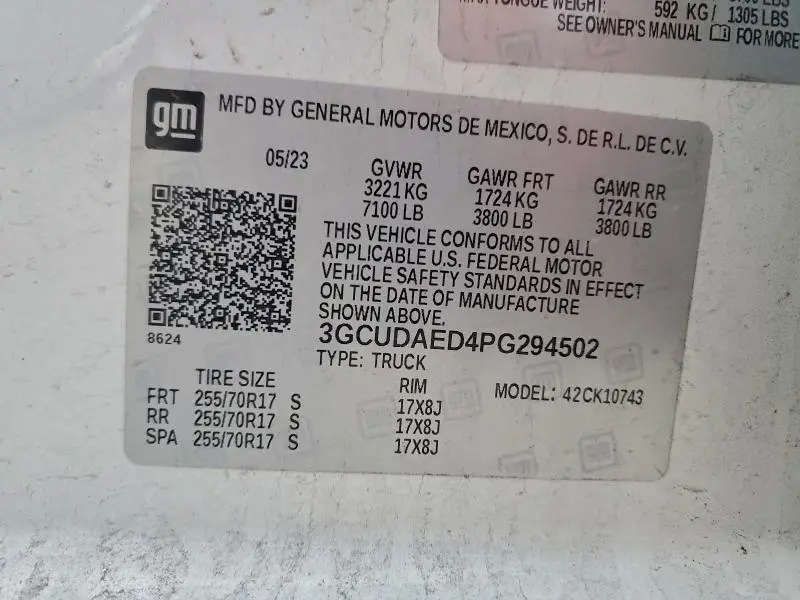 592 KG / 1305 LBS
SEE OWNER'S MANUAL FOR MORE
gm
MFD BY GENERAL MOTORS DE MEXICO, S. DE R.L. DE C.V.
05/23 GVWR GAWR FRT GAWR RR
3221 KG 1724 KG 1724 KG
7100 LB 3800 LB 3800 LB
THIS VEHICLE CONFORMS TO ALL
APPLICABLE U.S. FEDERAL MOTOR
VEHICLE SAFETY STANDARDS IN EFFECT
ON THE DATE OF MANUFACTURE
SHOWN ABOVE.
8624
3GCUDAED4PG294502
TYPE: TRUCK
TIRE SIZE RIM MODEL: 42CK10743
FRT 255/70R17 S 17X8J
RR 255/70R17 S 17X8J
SPA 255/70R17 S 17X8J